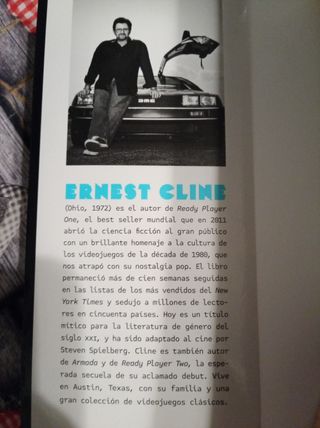 DMC
ERNEST CLINE
(Ohio, 1972) es el autor de Ready Player
One, el best seller mundial que en 2011
abrió la ciencia ficción al gran público
con un brillante homenaje a la cultura de
los videojuegos de la década de 1980, que
nos atrapó con su nostalgia pop. El libro
permaneció más de cien semanas seguidas
en las listas de los más vendidos del New
York Times y sedujo a millones de lecto-
res en cincuenta países. Hoy es un título
mítico para la literatura de género del
siglo XXI, y ha sido adaptado al cine por
Steven Spielberg. Cline es también autor
de Armada y de Ready Player Two, la espe-
rada secuela de su aclamado debut. Vive
en Austin, Texas, con su familia y una
gran colección de videojuegos clásicos.